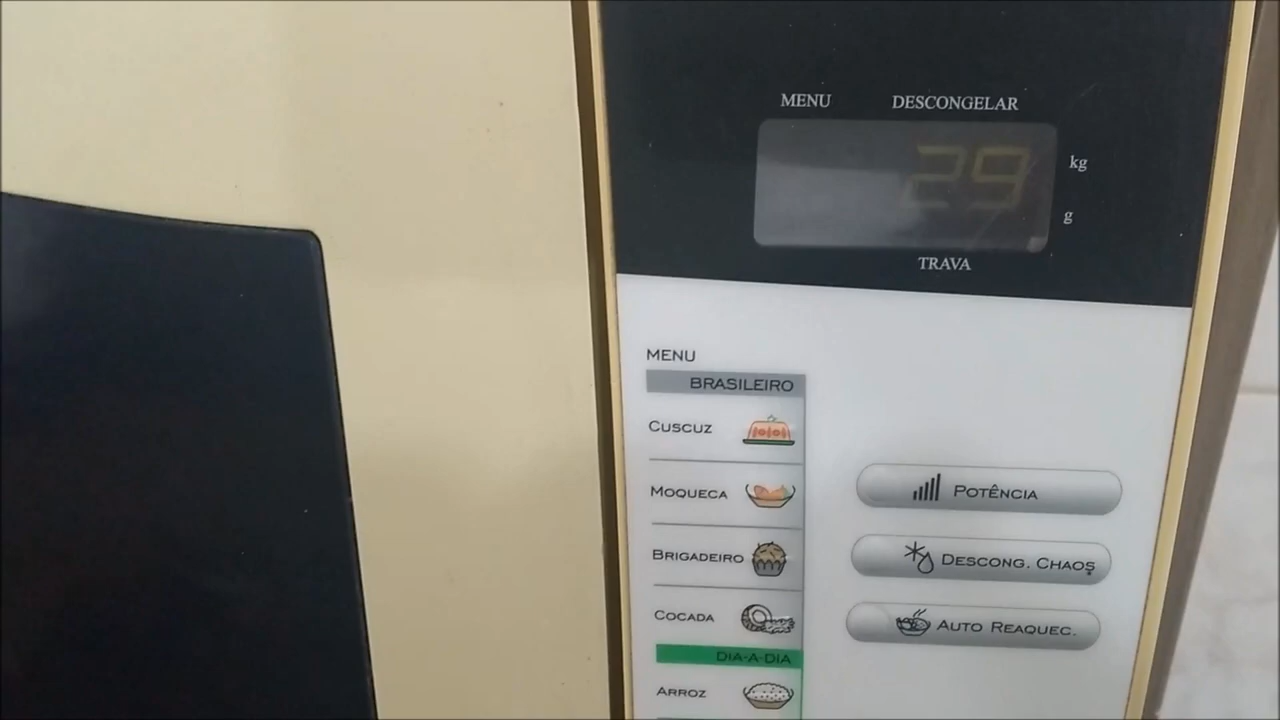 MENU DESCONGELAR
29
kg
g
TRAVA
MENU
BRASILEIRO
CUSCUZ
MOQUECA
BRIGADEIRO
COCADA
DIA-A-DIA
ARROZ
POTÊNCIA
DESCONG. CHAOS
AUTO REAQUEC.